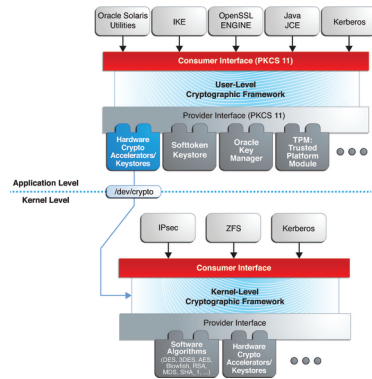 Oracle Solaris
Utilities
IKE
OpenSSL
ENGINE
Java
JCE
Kerberos
Consumer Interface (PKCS 11)
User-Level
Cryptographic Framework
Provider Interface (PKCS 11)
Hardware
Crypto
Accelerators/
Keystores
Softtoken
Keystore
Oracle
Key
Manager
TPM:
Trusted
Platform
Module
Application Level
/dev/crypto
Kernel Level
IPsec
ZFS
Kerberos
Consumer Interface
Kernel-Level
Cryptographic Framework
Provider Interface
Software
Algorithms
(DES, 3DES, AES,
Blowfish, RSA,
MD5, SHA_1, ...)
Hardware
Crypto
Accelerators/
Keystores